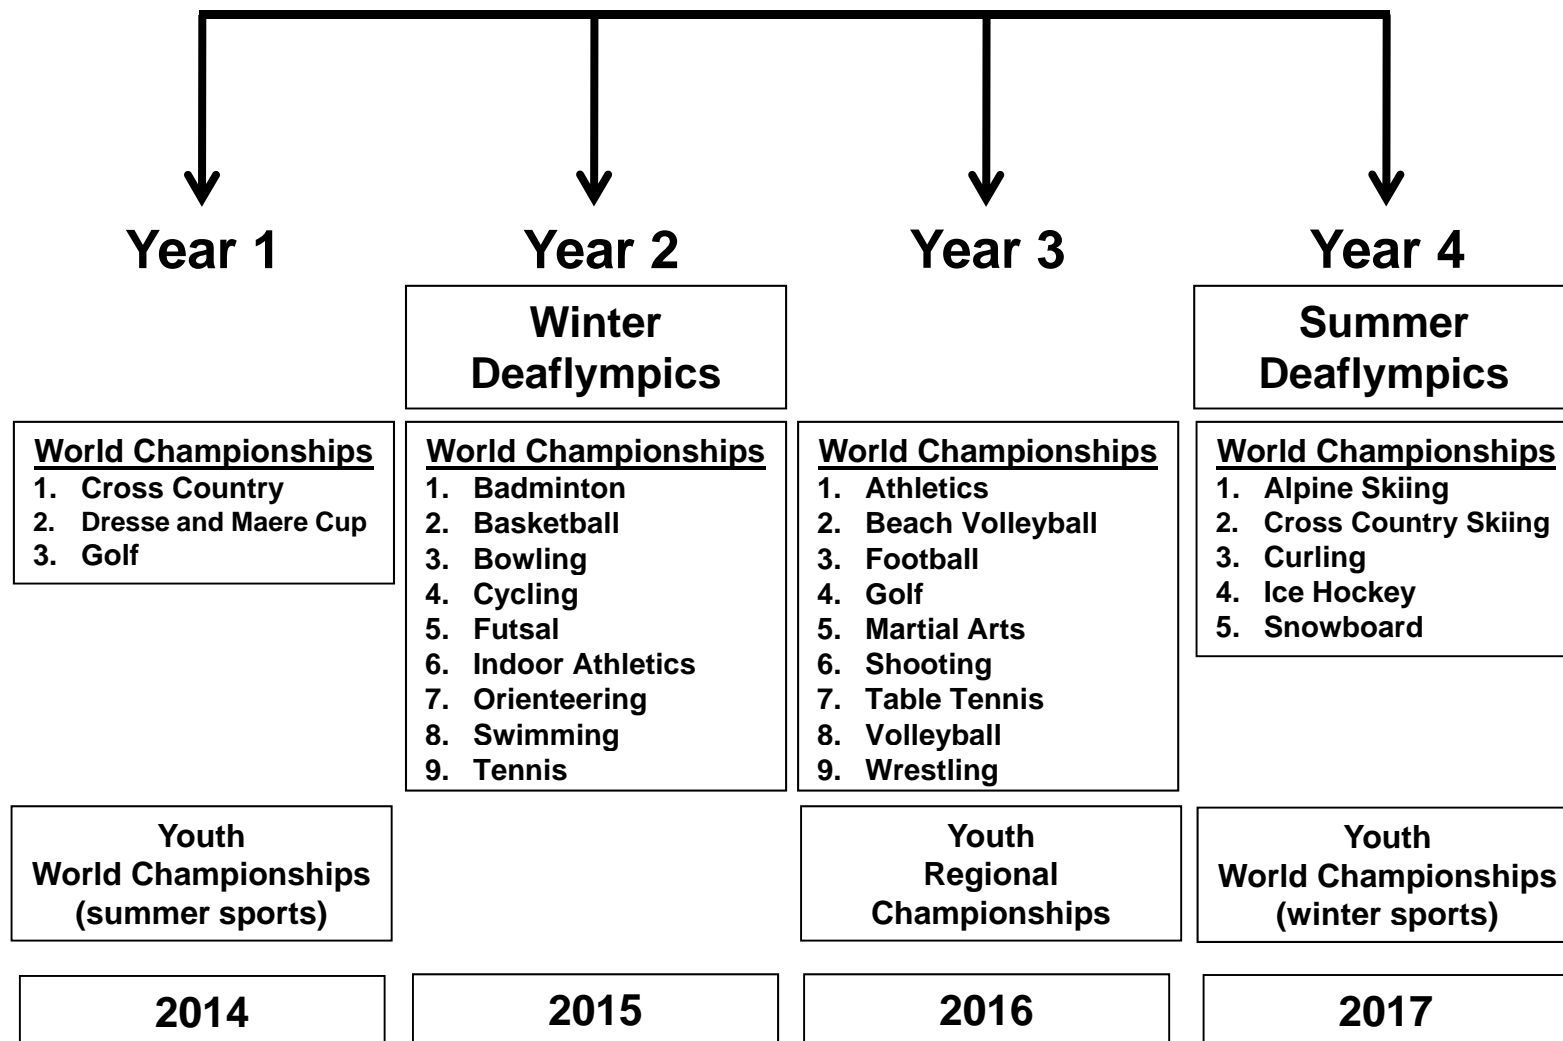 Year 1
Year 2
Year 3
Year 4
Winter
Deaflympics
Summer
Deaflympics
World Championships
1. Cross Country
2. Dresse and Maere Cup
3. Golf
World Championships
1. Badminton
2. Basketball
3. Bowling
4. Cycling
5. Futsal
6. Indoor Athletics
7. Orienteering
8. Swimming
9. Tennis
World Championships
1. Athletics
2. Beach Volleyball
3. Football
4. Golf
5. Martial Arts
6. Shooting
7. Table Tennis
8. Volleyball
9. Wrestling
World Championships
1. Alpine Skiing
2. Cross Country Skiing
3. Curling
4. Ice Hockey
5. Snowboard
Youth
World Championships
(summer sports)
Youth
Regional
Championships
Youth
World Championships
(winter sports)
2014
2015
2016
2017